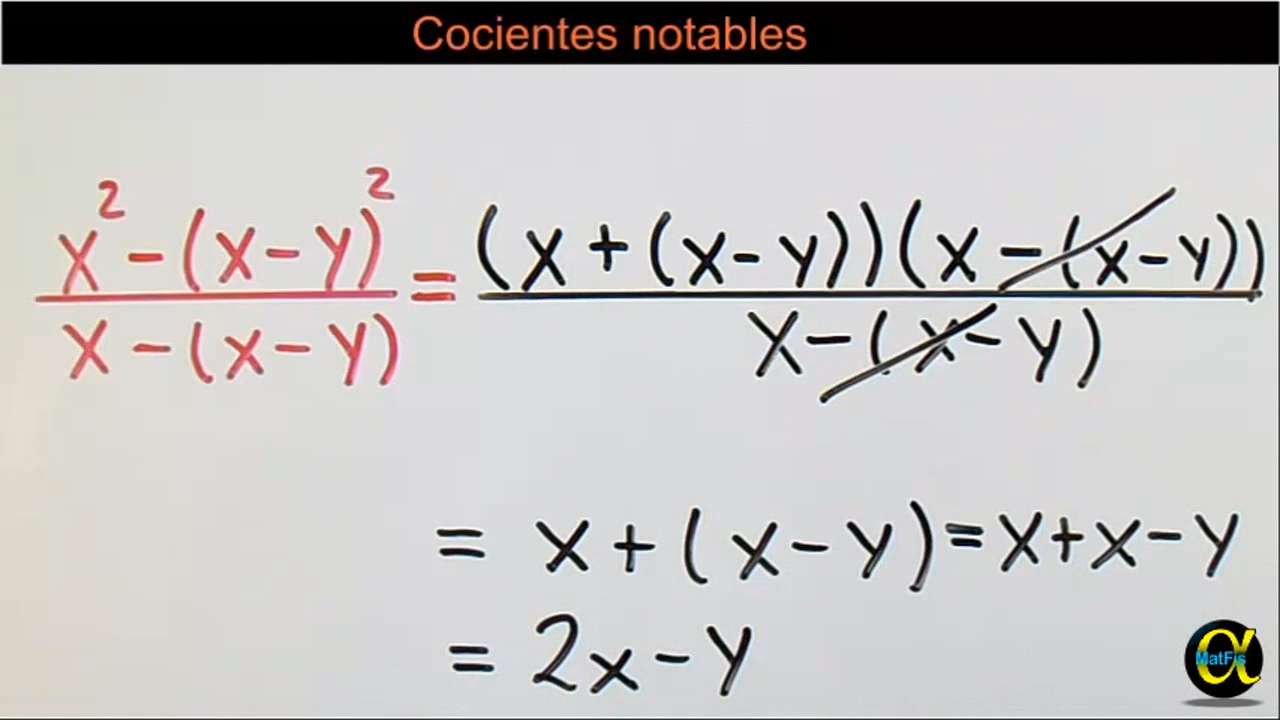 Cocientes notables
x² - (x - y)² / x - (x - y) = (x + (x - y))(x - (x - y)) / x - (x - y)
= x + (x - y) = x + x - y
= 2x - y
MatFis α